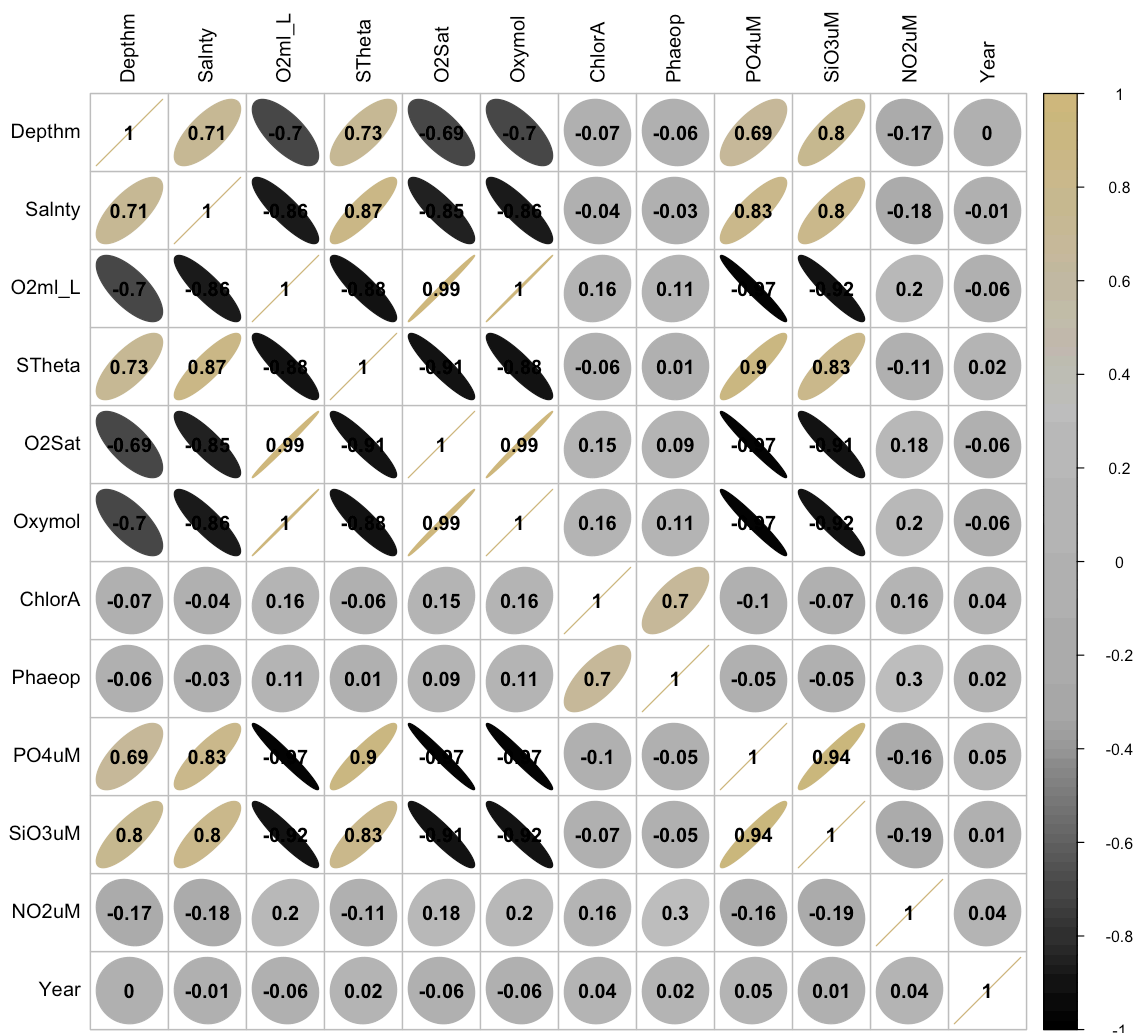 Depthm Salnty O2ml_L STheta O2Sat Oxymol ChlorA Phaeop PO4uM SiO3uM NO2uM Year
Depthm 1 0.71 -0.7 0.73 -0.69 -0.7 -0.07 -0.06 0.69 0.8 -0.17 0
Salnty 0.71 1 -0.86 0.87 -0.85 -0.86 -0.04 -0.03 0.83 0.8 -0.18 -0.01
O2ml_L -0.7 -0.86 1 -0.88 0.99 1 0.16 0.11 -0.97 -0.92 0.2 -0.06
STheta 0.73 0.87 -0.88 1 -0.91 -0.88 -0.06 0.01 0.9 0.83 -0.11 0.02
O2Sat -0.69 -0.85 0.99 -0.91 1 0.99 0.15 0.09 -0.97 -0.91 0.18 -0.06
Oxymol -0.7 -0.86 1 -0.88 0.99 1 0.16 0.11 -0.97 -0.92 0.2 -0.06
ChlorA -0.07 -0.04 0.16 -0.06 0.15 0.16 1 0.7 -0.1 -0.07 0.16 0.04
Phaeop -0.06 -0.03 0.11 0.01 0.09 0.11 0.7 1 -0.05 -0.05 0.3 0.02
PO4uM 0.69 0.83 -0.97 0.9 -0.97 -0.97 -0.1 -0.05 1 0.94 -0.16 0.05
SiO3uM 0.8 0.8 -0.92 0.83 -0.91 -0.92 -0.07 -0.05 0.94 1 -0.19 0.01
NO2uM -0.17 -0.18 0.2 -0.11 0.18 0.2 0.16 0.3 -0.16 -0.19 1 0.04
Year 0 -0.01 -0.06 0.02 -0.06 -0.06 0.04 0.02 0.05 0.01 0.04 1
1
0.8
0.6
0.4
0.2
0
-0.2
-0.4
-0.6
-0.8
-1